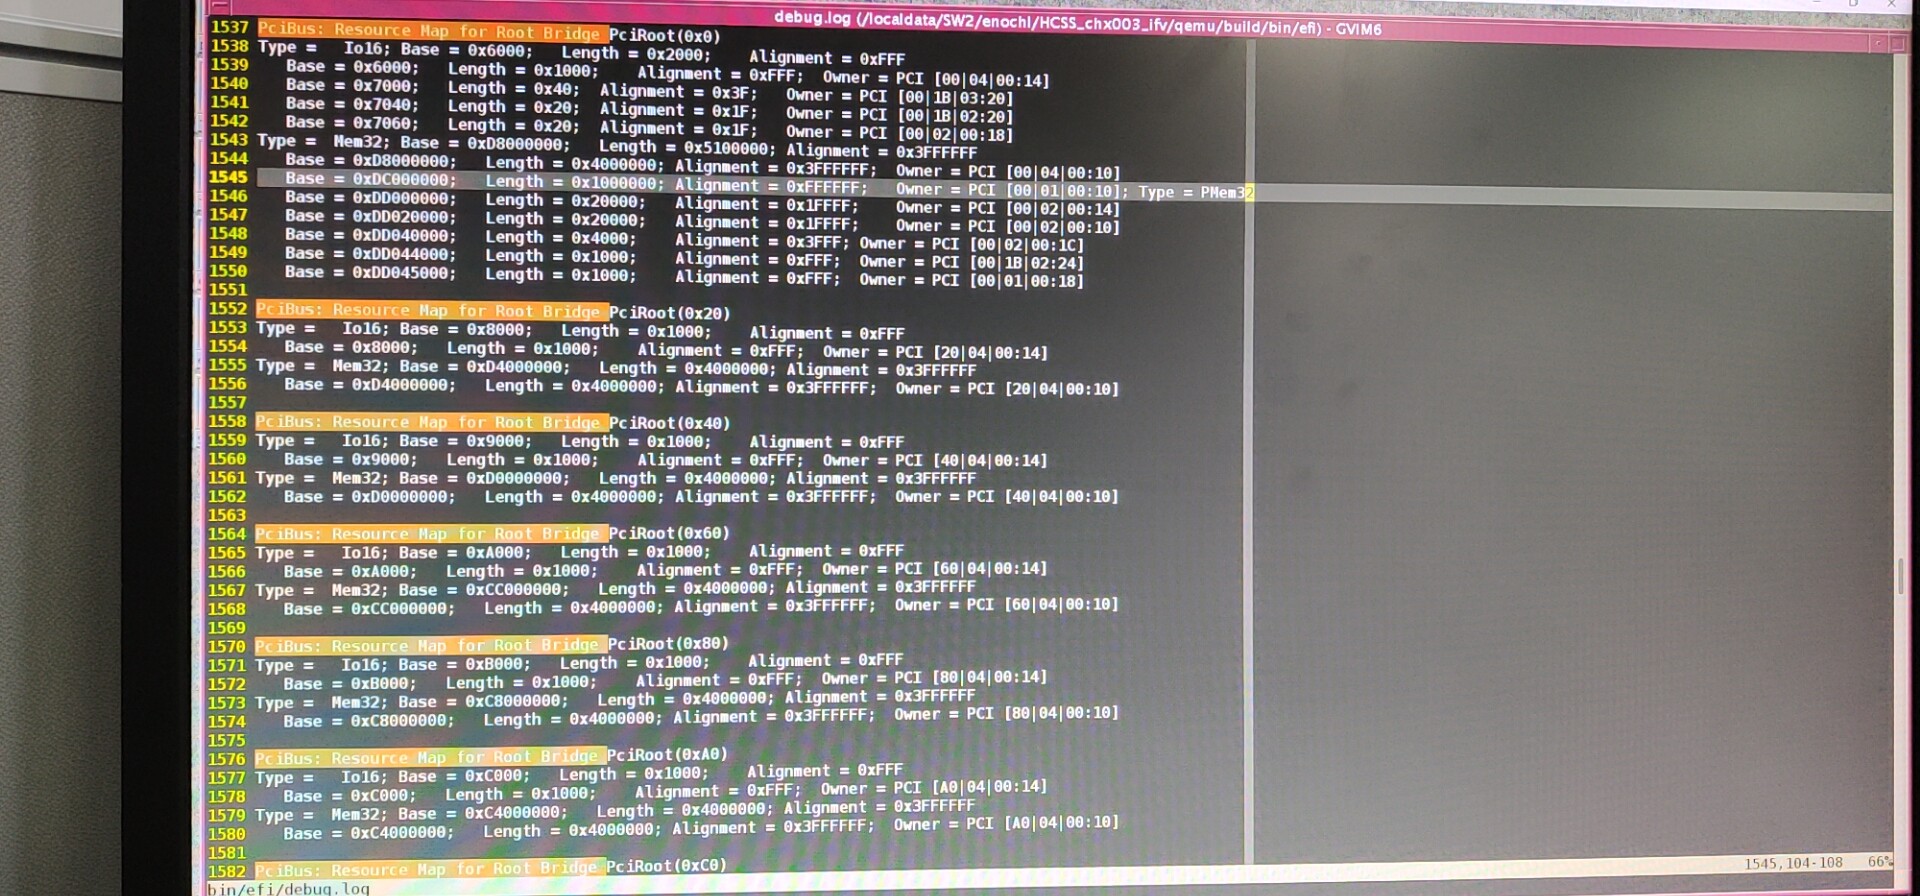 debug.log (/localdata/SW2/enochl/HCSS_chx003_ifv/qemu/build/bin/efi) - GVIM6
1537 PciBus: Resource Map for Root Bridge PciRoot(0x0)
1538 Type =   Io16; Base = 0x6000;   Length = 0x2000;    Alignment = 0xFFF
1539    Base = 0x6000;   Length = 0x1000;    Alignment = 0xFFF;  Owner = PCI [00|04|00:14]
1540    Base = 0x7000;   Length = 0x40;  Alignment = 0x3F;   Owner = PCI [00|1B|03:20]
1541    Base = 0x7040;   Length = 0x20;  Alignment = 0x1F;   Owner = PCI [00|1B|02:20]
1542    Base = 0x7060;   Length = 0x20;  Alignment = 0x1F;   Owner = PCI [00|02|00:18]
1543 Type =  Mem32; Base = 0xD8000000;   Length = 0x5100000; Alignment = 0x3FFFFFF
1544    Base = 0xD8000000;   Length = 0x4000000; Alignment = 0x3FFFFFF;  Owner = PCI [00|04|00:10]
1545    Base = 0xDC000000;   Length = 0x1000000; Alignment = 0xFFFFFF;   Owner = PCI [00|01|00:10]; Type = PMem32
1546    Base = 0xDD000000;   Length = 0x20000;   Alignment = 0x1FFFF;    Owner = PCI [00|02|00:14]
1547    Base = 0xDD020000;   Length = 0x20000;   Alignment = 0x1FFFF;    Owner = PCI [00|02|00:10]
1548    Base = 0xDD040000;   Length = 0x4000;    Alignment = 0x3FFF; Owner = PCI [00|02|00:1C]
1549    Base = 0xDD044000;   Length = 0x1000;    Alignment = 0xFFF;  Owner = PCI [00|1B|02:24]
1550    Base = 0xDD045000;   Length = 0x1000;    Alignment = 0xFFF;  Owner = PCI [00|01|00:18]
1551
1552 PciBus: Resource Map for Root Bridge PciRoot(0x20)
1553 Type =   Io16; Base = 0x8000;   Length = 0x1000;    Alignment = 0xFFF
1554    Base = 0x8000;   Length = 0x1000;    Alignment = 0xFFF;  Owner = PCI [20|04|00:14]
1555 Type =  Mem32; Base = 0xD4000000;   Length = 0x4000000; Alignment = 0x3FFFFFF
1556    Base = 0xD4000000;   Length = 0x4000000; Alignment = 0x3FFFFFF;  Owner = PCI [20|04|00:10]
1557
1558 PciBus: Resource Map for Root Bridge PciRoot(0x40)
1559 Type =   Io16; Base = 0x9000;   Length = 0x1000;    Alignment = 0xFFF
1560    Base = 0x9000;   Length = 0x1000;    Alignment = 0xFFF;  Owner = PCI [40|04|00:14]
1561 Type =  Mem32; Base = 0xD0000000;   Length = 0x4000000; Alignment = 0x3FFFFFF
1562    Base = 0xD0000000;   Length = 0x4000000; Alignment = 0x3FFFFFF;  Owner = PCI [40|04|00:10]
1563
1564 PciBus: Resource Map for Root Bridge PciRoot(0x60)
1565 Type =   Io16; Base = 0xA000;   Length = 0x1000;    Alignment = 0xFFF
1566    Base = 0xA000;   Length = 0x1000;    Alignment = 0xFFF;  Owner = PCI [60|04|00:14]
1567 Type =  Mem32; Base = 0xCC000000;   Length = 0x4000000; Alignment = 0x3FFFFFF
1568    Base = 0xCC000000;   Length = 0x4000000; Alignment = 0x3FFFFFF;  Owner = PCI [60|04|00:10]
1569
1570 PciBus: Resource Map for Root Bridge PciRoot(0x80)
1571 Type =   Io16; Base = 0xB000;   Length = 0x1000;    Alignment = 0xFFF
1572    Base = 0xB000;   Length = 0x1000;    Alignment = 0xFFF;  Owner = PCI [80|04|00:14]
1573 Type =  Mem32; Base = 0xC8000000;   Length = 0x4000000; Alignment = 0x3FFFFFF
1574    Base = 0xC8000000;   Length = 0x4000000; Alignment = 0x3FFFFFF;  Owner = PCI [80|04|00:10]
1575
1576 PciBus: Resource Map for Root Bridge PciRoot(0xA0)
1577 Type =   Io16; Base = 0xC000;   Length = 0x1000;    Alignment = 0xFFF
1578    Base = 0xC000;   Length = 0x1000;    Alignment = 0xFFF;  Owner = PCI [A0|04|00:14]
1579 Type =  Mem32; Base = 0xC4000000;   Length = 0x4000000; Alignment = 0x3FFFFFF
1580    Base = 0xC4000000;   Length = 0x4000000; Alignment = 0x3FFFFFF;  Owner = PCI [A0|04|00:10]
1581
1582 PciBus: Resource Map for Root Bridge PciRoot(0xC0)
1545,104-108   66%
bin/efi/debug.log